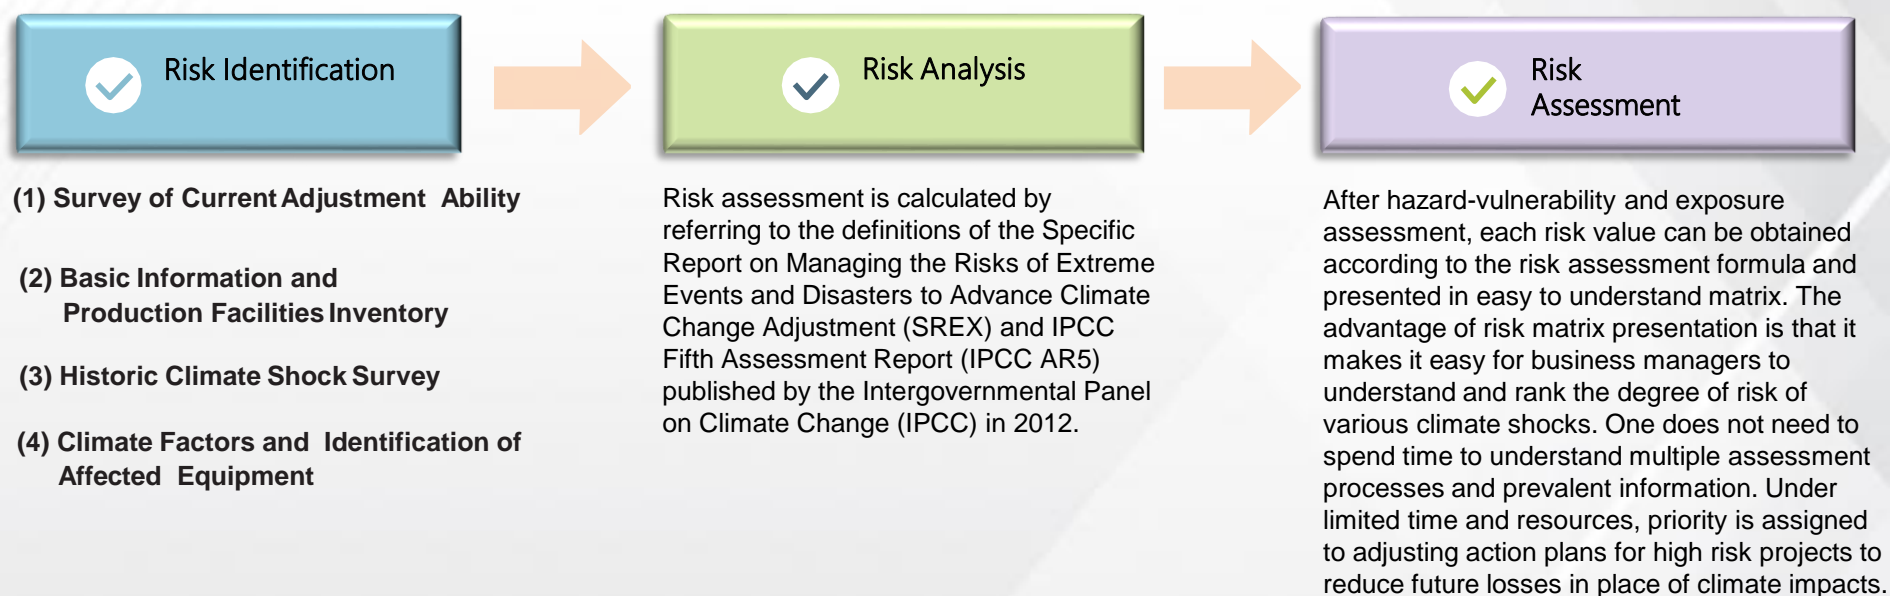 Risk Identification
(1) Survey of Current Adjustment Ability
(2) Basic Information and
Production Facilities Inventory
(3) Historic Climate Shock Survey
(4) Climate Factors and Identification of
Affected Equipment
Risk Analysis
Risk assessment is calculated by
referring to the definitions of the Specific
Report on Managing the Risks of Extreme
Events and Disasters to Advance Climate
Change Adjustment (SREX) and IPCC
Fifth Assessment Report (IPCC AR5)
published by the Intergovernmental Panel
on Climate Change (IPCC) in 2012.
Risk
Assessment
After hazard-vulnerability and exposure
assessment, each risk value can be obtained
according to the risk assessment formula and
presented in easy to understand matrix. The
advantage of risk matrix presentation is that it
makes it easy for business managers to
understand and rank the degree of risk of
various climate shocks. One does not need to
spend time to understand multiple assessment
processes and prevalent information. Under
limited time and resources, priority is assigned
to adjusting action plans for high risk projects to
reduce future losses in place of climate impacts.